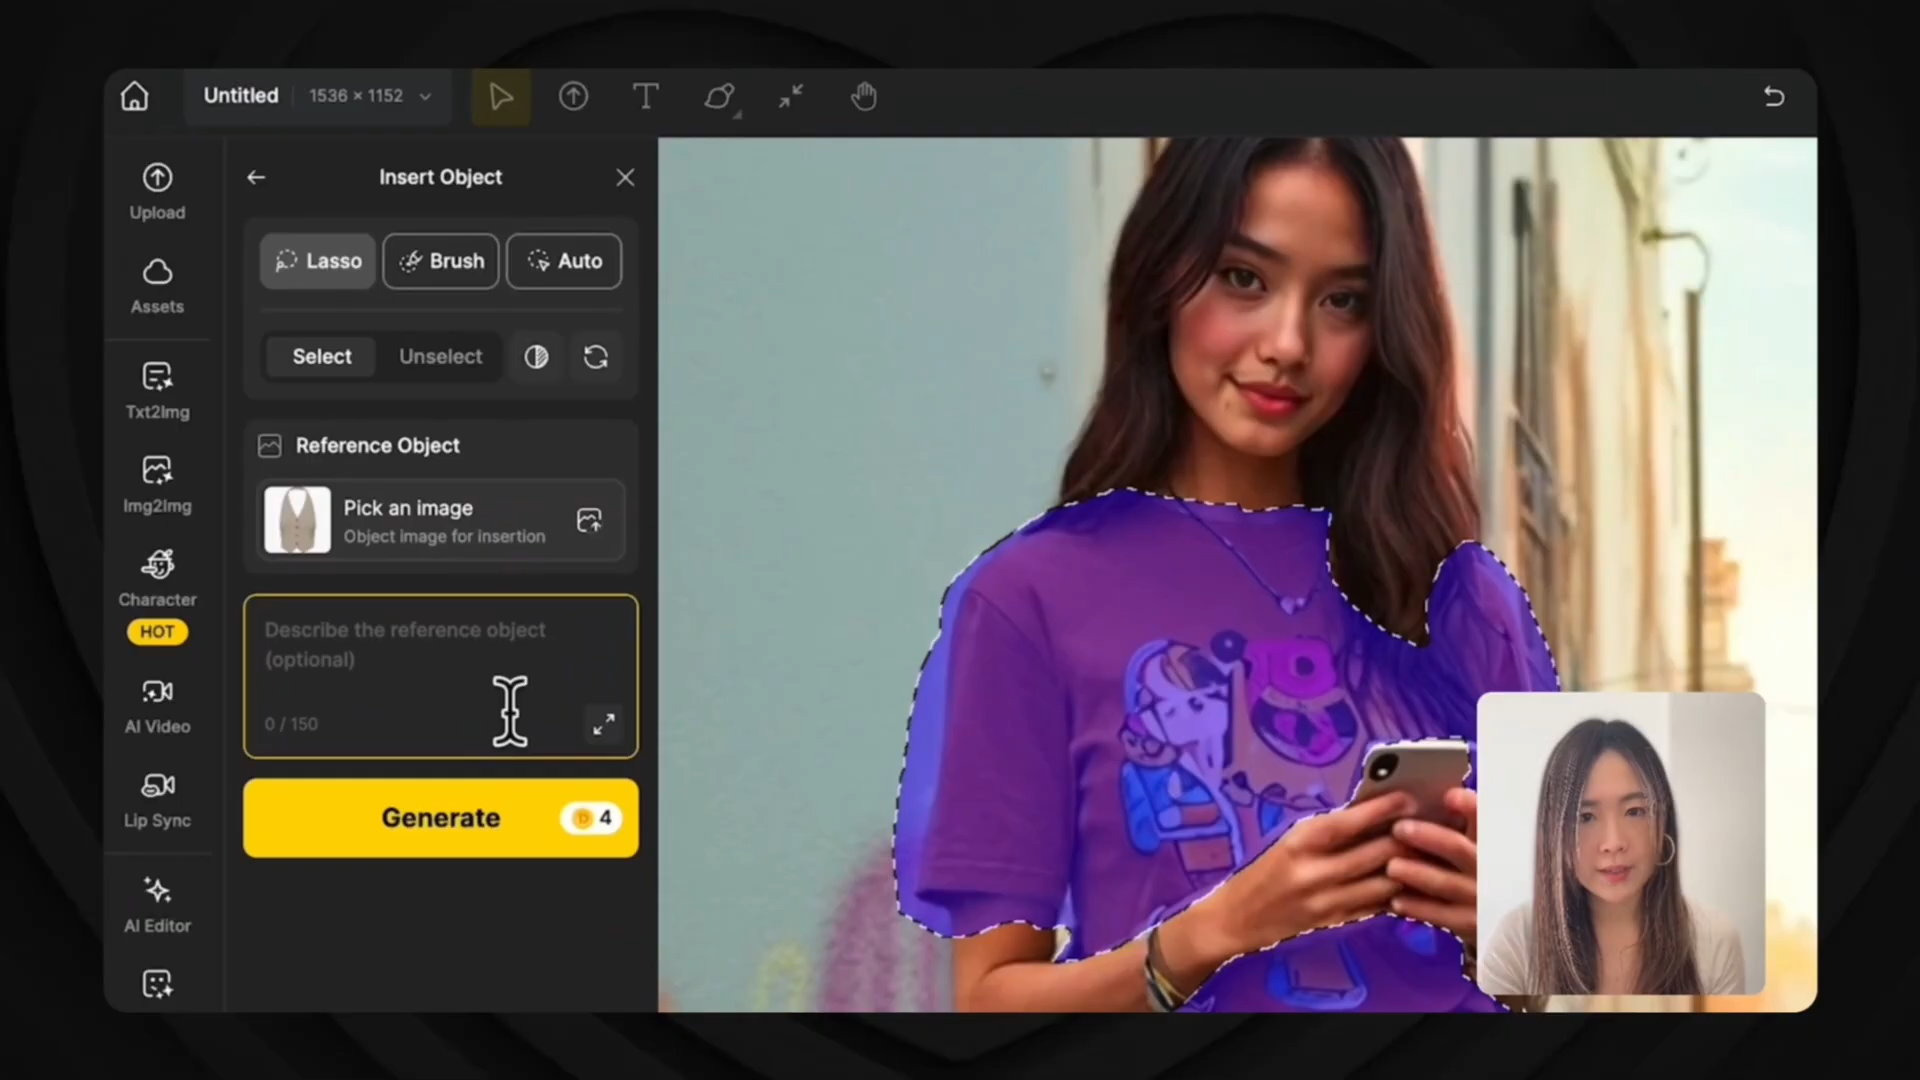 Untitled
1536 × 1152
Upload
Assets
Txt2Img
Img2Img
Character
HOT
AI Video
Lip Sync
AI Editor
Insert Object
Lasso
Brush
Auto
Select
Unselect
Reference Object
Pick an image
Object image for insertion
Describe the reference object
(optional)
0 / 150
Generate
4